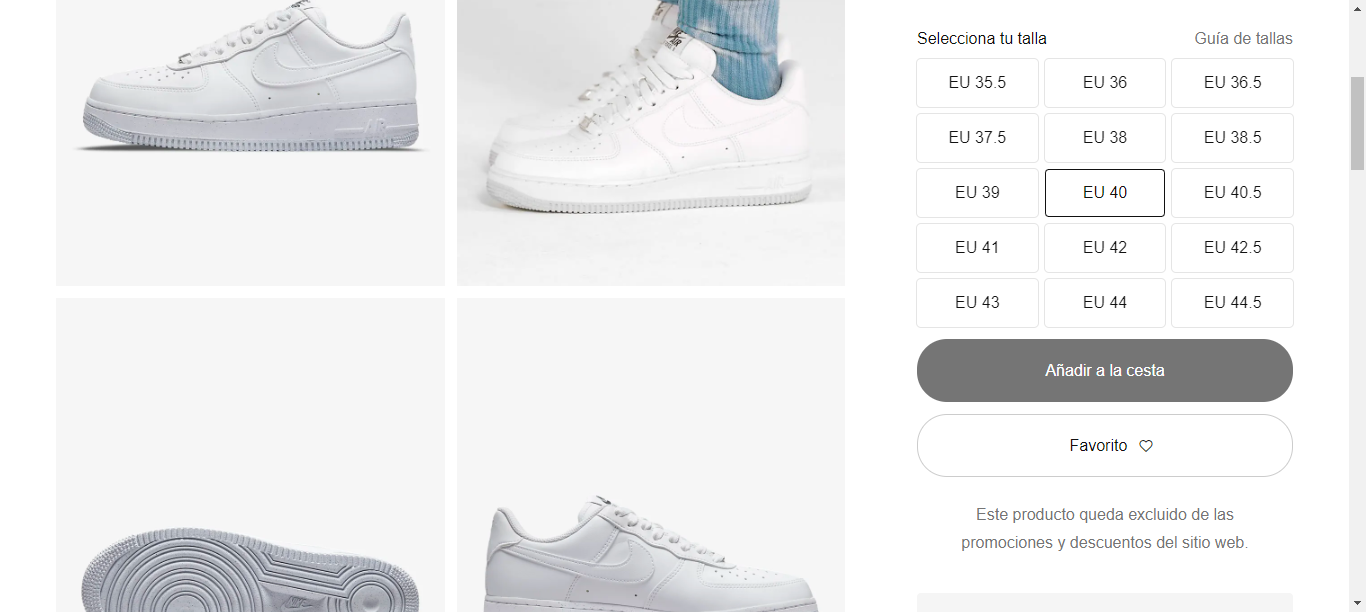 Selecciona tu talla
Guía de tallas
EU 35.5
EU 36
EU 36.5
EU 37.5
EU 38
EU 38.5
EU 39
EU 40
EU 40.5
EU 41
EU 42
EU 42.5
EU 43
EU 44
EU 44.5
Añadir a la cesta
Favorito
Este producto queda excluido de las
promociones y descuentos del sitio web.